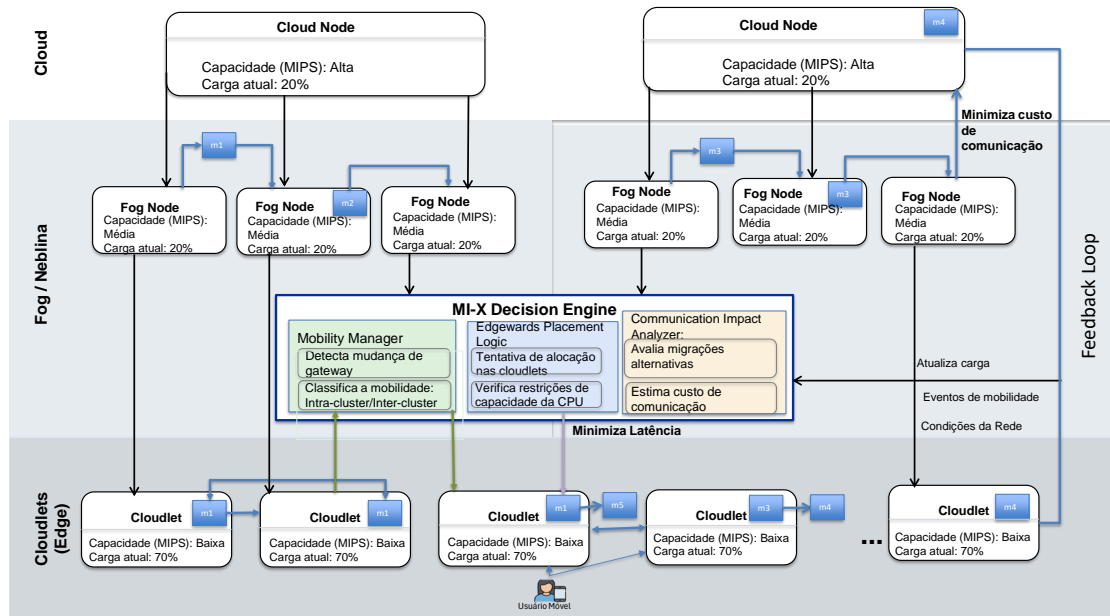 Cloud
Cloud Node
Capacidade (MIPS): Alta
Carga atual: 20%
Cloud Node
m4
Capacidade (MIPS): Alta
Carga atual: 20%
Minimiza custo
de
comunicação
Fog / Neblina
m1
m3
Fog Node
Capacidade (MIPS):
Média
Carga atual: 20%
Fog Node
m2
Capacidade (MIPS):
Média
Carga atual: 20%
Fog Node
Capacidade (MIPS):
Média
Carga atual: 20%
Fog Node
Capacidade (MIPS):
Média
Carga atual: 20%
Fog Node
m3
Capacidade (MIPS):
Média
Carga atual: 20%
Fog Node
Capacidade (MIPS):
Média
Carga atual: 20%
Feedback Loop
MI-X Decision Engine
Mobility Manager
Detecta mudança de
gateway
Classifica a mobilidade:
Intra-cluster/Inter-cluster
Edgewards Placement
Logic
Tentativa de alocação
nas cloudlets
Verifica restrições de
capacidade da CPU
Communication Impact
Analyzer:
Avalia migrações
alternativas
Estima custo de
comunicação
Atualiza carga
Eventos de mobilidade
Condições da Rede
Minimiza Latência
Cloudlets
(Edge)
Cloudlet
m1
Capacidade (MIPS): Baixa
Carga atual: 70%
Cloudlet
m1
Capacidade (MIPS): Baixa
Carga atual: 70%
Cloudlet
m1
m5
Capacidade (MIPS): Baixa
Carga atual: 70%
Cloudlet
m3
m4
Capacidade (MIPS): Baixa
Carga atual: 70%
...
Cloudlet
m4
Capacidade (MIPS): Baixa
Carga atual: 70%
Usuário Móvel